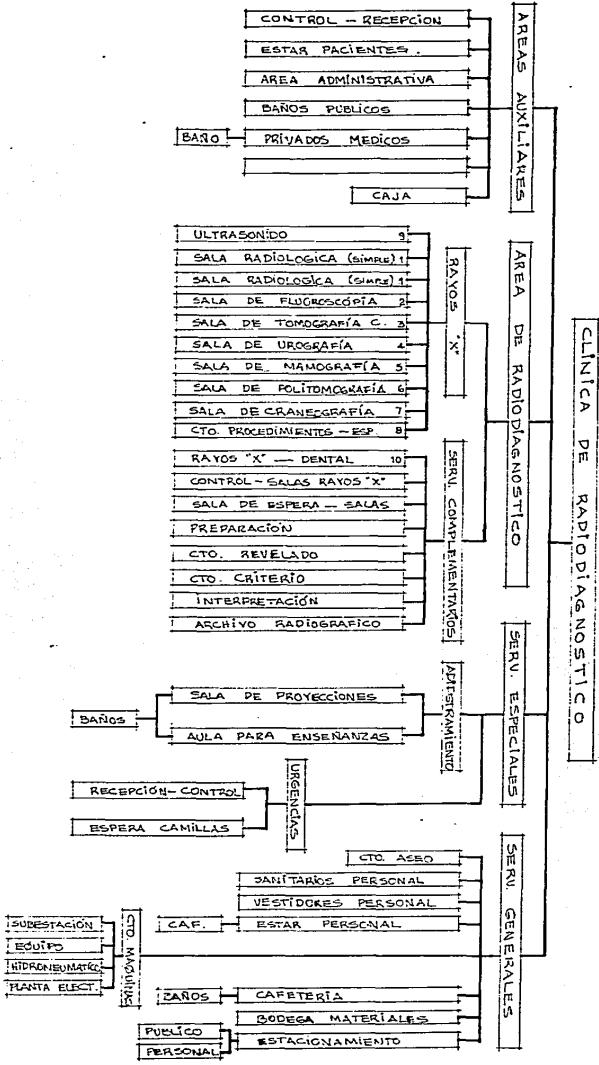 CLÍNICA DE RADIODIAGNOSTICO
AREAS AUXILIARES
CONTROL - RECEPCION
ESTAR PACIENTES.
AREA ADMINISTRATIVA
BAÑOS PUBLICOS
PRIVADOS MEDICOS
BAÑO
CAJA
AREA DE RADIODIAGNOSTICO
RAYOS "X"
ULTRASONIDO 9
SALA RADIOLOGICA (SIMPLE) 1
SALA RADIOLOGICA (SIMPLE) 1
SALA DE FLUOROSCOPÍA 2
SALA DE TOMOGRAFÍA C. 3
SALA DE UROGRAFÍA 4
SALA DE MAMOGRAFÍA 5
SALA DE POLITOMOGRAFÍA 6
SALA DE CRANEOGRAFÍA 7
CTO. PROCEDIMIENTOS - ESP. 8
SERV. COMPLEMENTARIOS
RAYOS "X" - DENTAL 10
CONTROL - SALAS RAYOS "X"
SALA DE ESPERA - SALAS
PREPARACIÓN
CTO. REVELADO
CTO. CRITERIO
INTERPRETACIÓN
ARCHIVO RADIOGRAFICO
SERV. ESPECIALES
ADIESTRAMIENTO
SALA DE PROYECCIONES
AULA PARA ENSEÑANZAS
BAÑOS
URGENCÍAS
RECEPCIÓN - CONTROL
ESPERA CAMILLAS
SERV. GENERALES
CTO. ASEO
SANITARIOS PERSONAL
VESTIDORES PERSONAL
ESTAR PERSONAL
CAF.
CTO. MAQUINAS
SUBESTACIÓN
EQUIPO
HIDRONEUMATICO
PLANTA ELECT.
CAFETERÍA
BAÑOS
BODEGA MATERIALES
ESTACIONAMIENTO
PUBLICO
PERSONAL